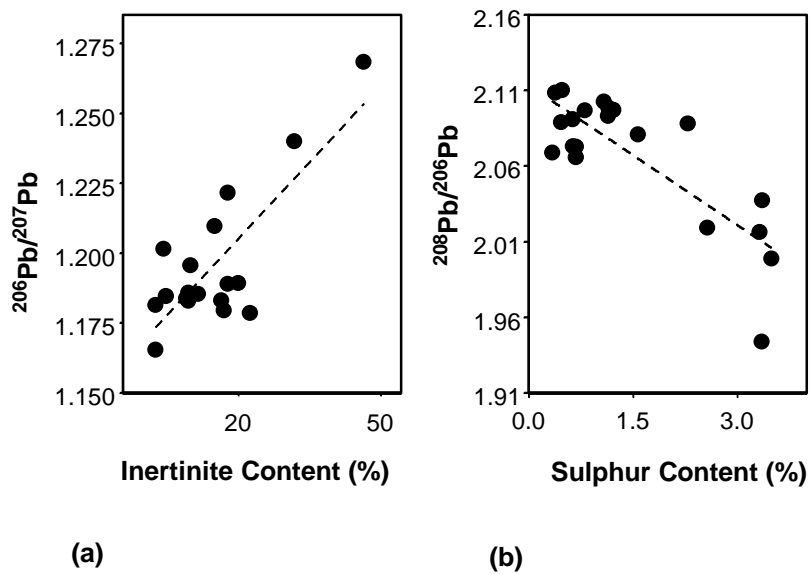 1.275
1.250
1.225
1.200
1.175
1.150
206Pb/207Pb
20 50
Inertinite Content (%)
(a)
2.16
2.11
2.06
2.01
1.96
1.91
208Pb/206Pb
0.0 1.5 3.0
Sulphur Content (%)
(b)